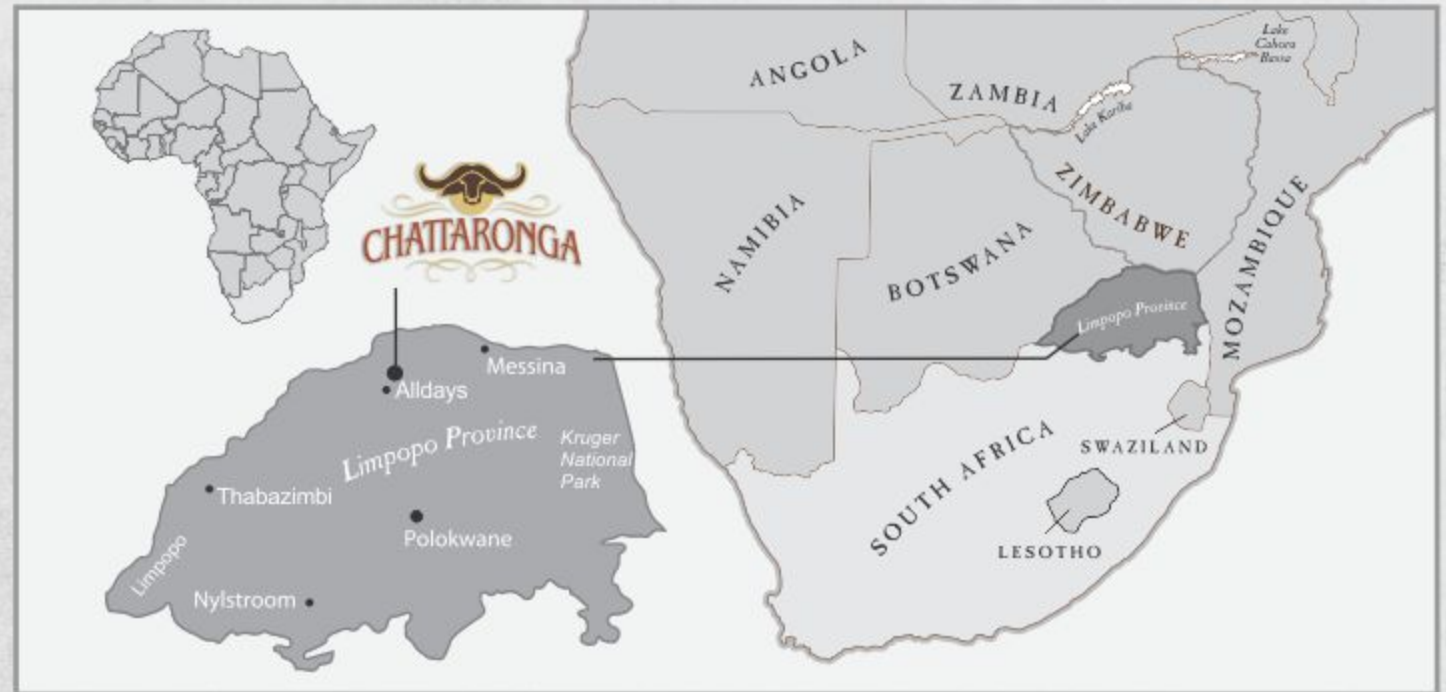 CHATTARONGA
Messina
Alldays
Limpopo Province
Kruger
National
Park
Thabazimbi
Polokwane
Limpopo
Nylstroom
ANGOLA
ZAMBIA
Lake Kariba
Lake
Cahora
Bassa
ZIMBABWE
NAMIBIA
BOTSWANA
MOZAMBIQUE
Limpopo Province
SOUTH AFRICA
SWAZILAND
LESOTHO